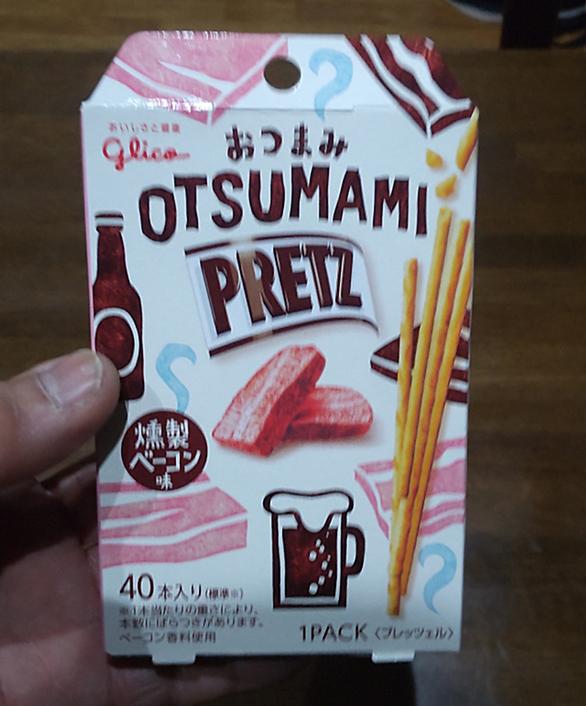 おいしさと健康
Glico
おつまみ
OTSUMAMI
PRETZ
燻製
ベーコン
味
40本入り(標準※)
※1本当たりの重さにより、
本数にばらつきがあります。
ベーコン香料使用
1PACK〈プレッツェル〉